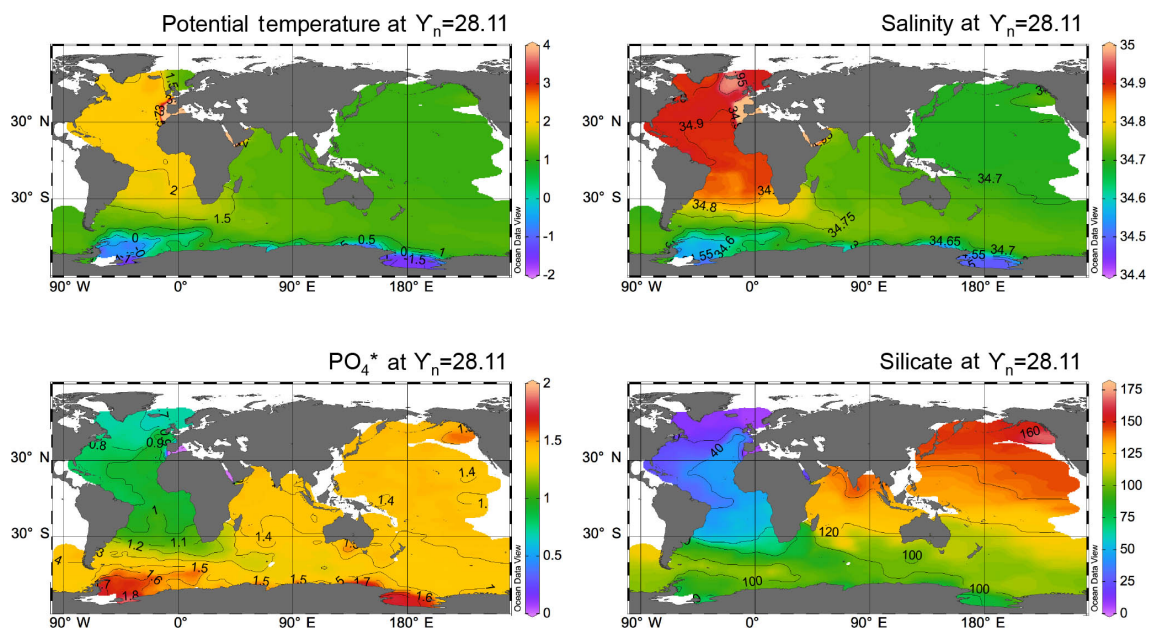 Potential temperature at ϒn=28.11
4
3
2
1
0
-1
-2
Ocean Data View
30° N
30° S
90° W
0°
90° E
180° E
2
1.5
0
0.5
1
-1.5
Salinity at ϒn=28.11
35
34.9
34.8
34.7
34.6
34.5
34.4
Ocean Data View
30° N
30° S
90° W
0°
90° E
180° E
34.9
34.7
34.8
34.75
34.6
34.65
34.7
PO4* at ϒn=28.11
2
1.5
1
0.5
0
Ocean Data View
30° N
30° S
90° W
0°
90° E
180° E
0.8
0.9
1
1.1
1.2
1.4
1.4
1.4
1.5
1.5
1.5
1.6
1.7
1.8
1.6
Silicate at ϒn=28.11
175
150
125
100
75
50
25
0
Ocean Data View
30° N
30° S
90° W
0°
90° E
180° E
40
160
120
100
100
100